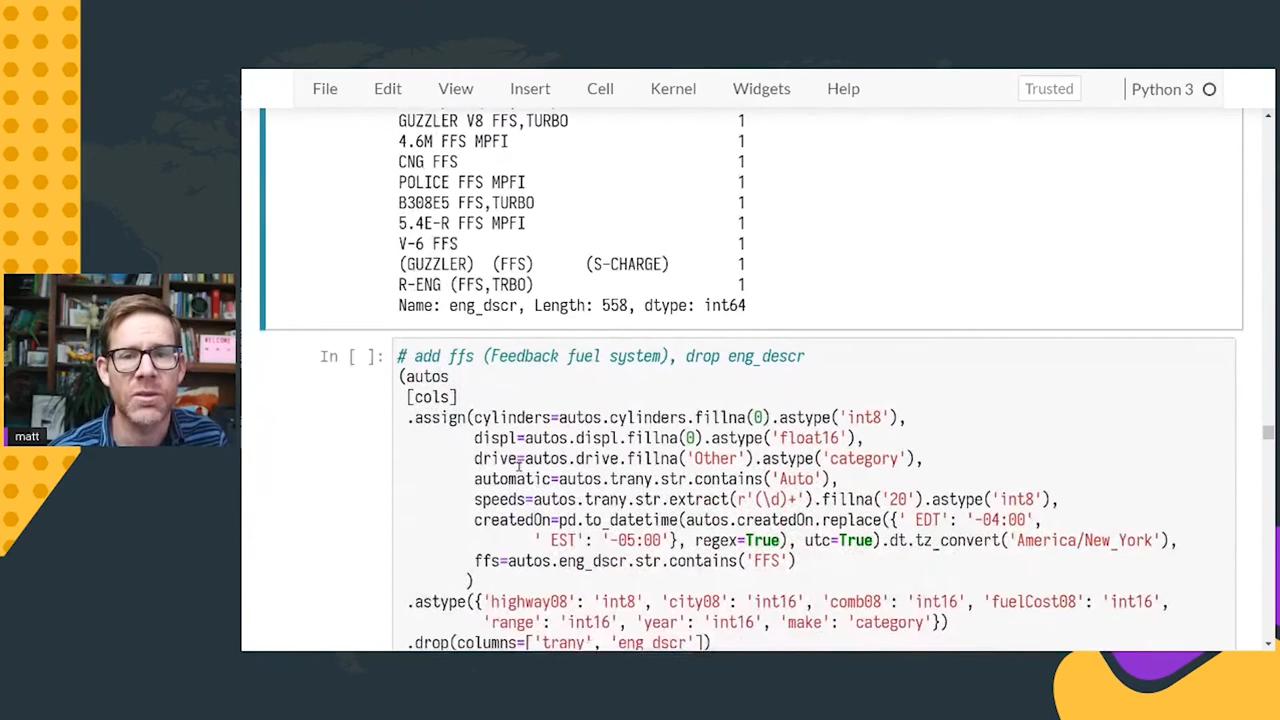 File Edit View Insert Cell Kernel Widgets Help Trusted Python 3
GUZZLER V8 FFS,TURBO 1
4.6M FFS MPFI 1
CNG FFS 1
POLICE FFS MPFI 1
B308E5 FFS,TURBO 1
5.4E-R FFS MPFI 1
V-6 FFS 1
(GUZZLER) (FFS) (S-CHARGE) 1
R-ENG (FFS,TRBO) 1
Name: eng_dscr, Length: 558, dtype: int64
In [ ]: # add ffs (Feedback fuel system), drop eng_descr
(autos
[cols]
.assign(cylinders=autos.cylinders.fillna(0).astype('int8'),
displ=autos.displ.fillna(0).astype('float16'),
drive=autos.drive.fillna('Other').astype('category'),
automatic=autos.trany.str.contains('Auto'),
speeds=autos.trany.str.extract(r'(\d)+').fillna('20').astype('int8'),
createdOn=pd.to_datetime(autos.createdOn.replace({' EDT': '-04:00',
' EST': '-05:00'}, regex=True), utc=True).dt.tz_convert('America/New_York'),
ffs=autos.eng_dscr.str.contains('FFS')
)
.astype({'highway08': 'int8', 'city08': 'int16', 'comb08': 'int16', 'fuelCost08': 'int16',
'range': 'int16', 'year': 'int16', 'make': 'category'})
.drop(columns=['trany', 'eng_dscr'])
WELCOME
matt